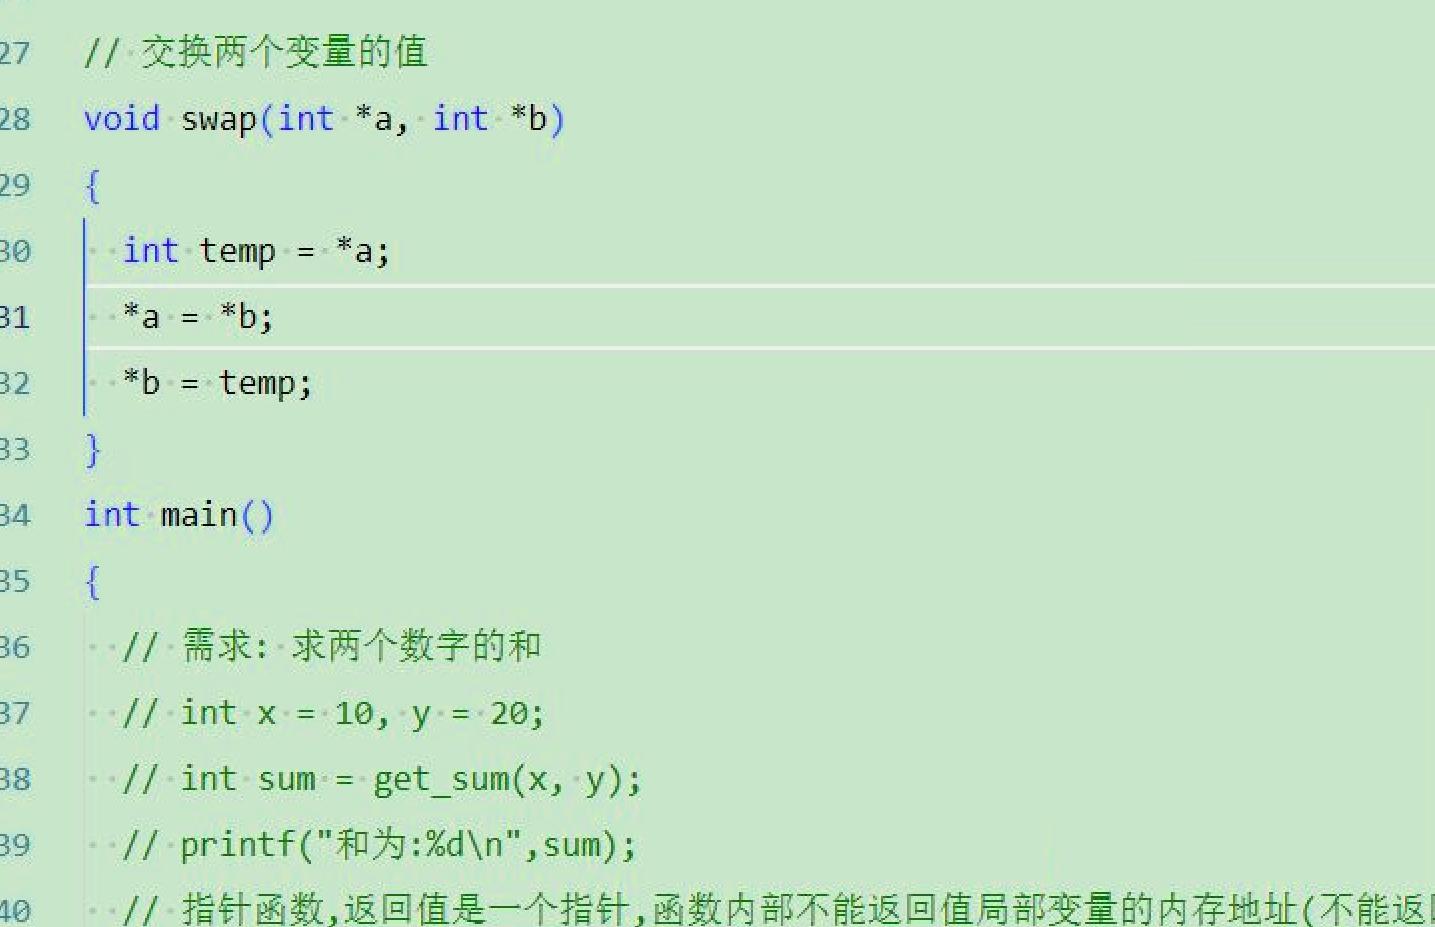 27 // 交换两个变量的值
28 void swap(int *a, int *b)
29 {
30   int temp = *a;
31   *a = *b;
32   *b = temp;
33 }
34 int main()
35 {
36   // 需求: 求两个数字的和
37   // int x = 10, y = 20;
38   // int sum = get_sum(x, y);
39   // printf("和为:%d\n",sum);
40   // 指针函数,返回值是一个指针,函数内部不能返回值局部变量的内存地址(不能返回